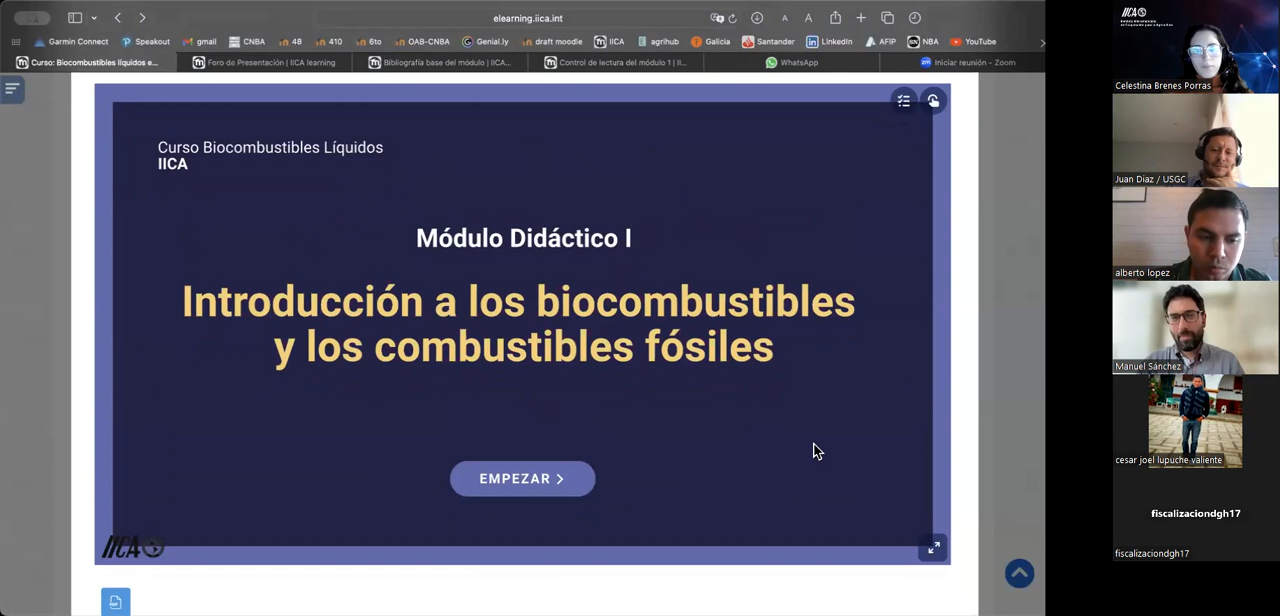 elearning.iica.int
A
A
Garmin Connect
Speakout
gmail
CNBA
48
410
6to
OAB-CNBA
Genial.ly
draft moodle
IICA
agrihub
Galicia
Santander
LinkedIn
AFIP
NBA
YouTube
Curso: Biocombustibles líquidos e...
Foro de Presentación | IICA learning
Bibliografía base del módulo | IICA...
Control de lectura del módulo 1 | I...
WhatsApp
Iniciar reunión - Zoom
Curso Biocombustibles Líquidos
IICA
Módulo Didáctico I
Introducción a los biocombustibles
y los combustibles fósiles
EMPEZAR
IICA
IICA
Celestina Brenes Porras
Juan Diaz / USGC
alberto lopez
Manuel Sánchez
cesar joel lupuche valiente
fiscalizaciondgh17
fiscalizaciondgh17